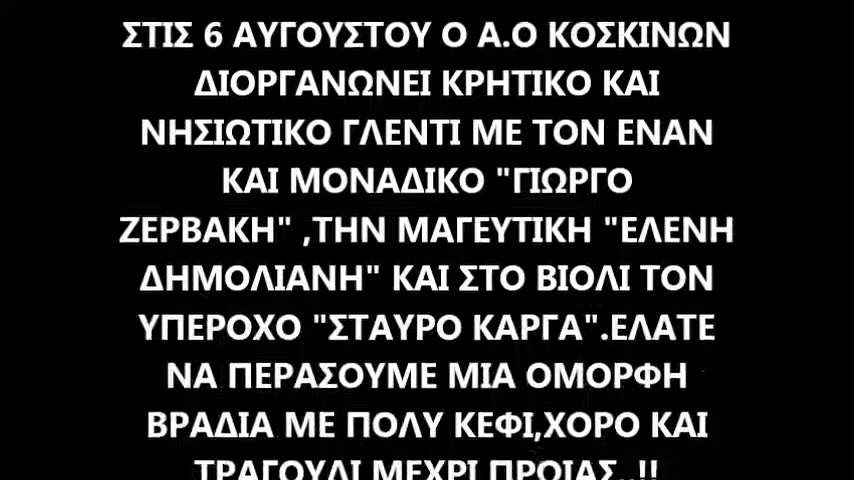 ΣΤΙΣ 6 ΑΥΓΟΥΣΤΟΥ Ο Α.Ο ΚΟΣΚΙΝΩΝ
ΔΙΟΡΓΑΝΩΝΕΙ ΚΡΗΤΙΚΟ ΚΑΙ
ΝΗΣΙΩΤΙΚΟ ΓΛΕΝΤΙ ΜΕ ΤΟΝ ΕΝΑΝ
ΚΑΙ ΜΟΝΑΔΙΚΟ "ΓΙΩΡΓΟ
ΖΕΡΒΑΚΗ" ,ΤΗΝ ΜΑΓΕΥΤΙΚΗ "ΕΛΕΝΗ
ΔΗΜΟΛΙΑΝΗ" ΚΑΙ ΣΤΟ ΒΙΟΛΙ ΤΟΝ
ΥΠΕΡΟΧΟ "ΣΤΑΥΡΟ ΚΑΡΓΑ".ΕΛΑΤΕ
ΝΑ ΠΕΡΑΣΟΥΜΕ ΜΙΑ ΟΜΟΡΦΗ
ΒΡΑΔΙΑ ΜΕ ΠΟΛΥ ΚΕΦΙ,ΧΟΡΟ ΚΑΙ
ΤΡΑΓΟΥΔΙ ΜΕΧΡΙ ΠΡΟΙΑΣ..!!